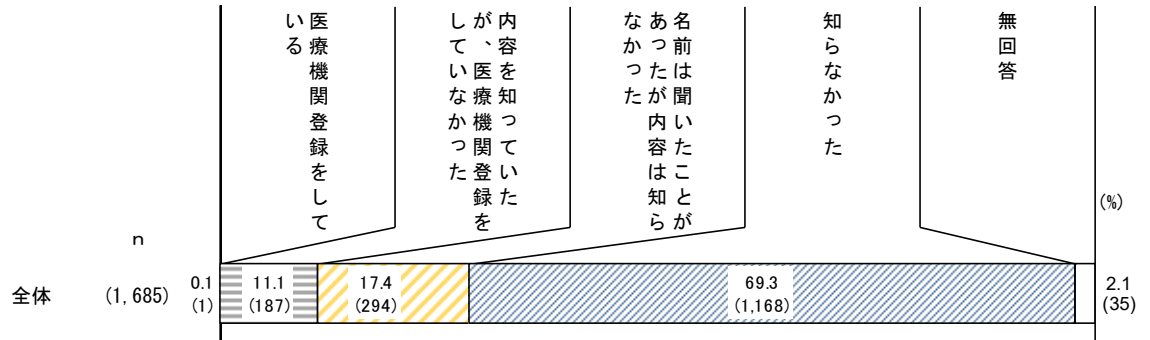 医療機関登録をして
いる
内容を知っていた
が、医療機関登録を
していなかった
名前は聞いたことが
あったが内容は知ら
なかった
知らなかった
無回答
(%)
n
全体 (1,685) 0.1 (1) 11.1 (187) 17.4 (294) 69.3 (1,168) 2.1 (35)